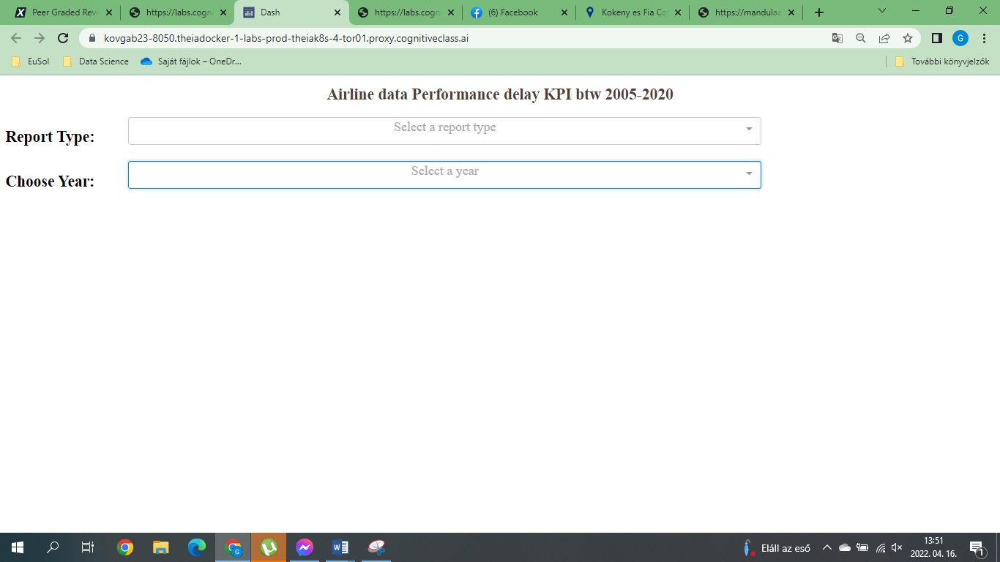 Peer Graded Revi
https://labs.cogn
Dash
https://labs.cogn
(6) Facebook
Kokeny es Fia Co
https://mandulaa
kovgab23-8050.theiadocker-1-labs-prod-theiak8s-4-tor01.proxy.cognitiveclass.ai
G
EuSol
Data Science
Saját fájlok – OneDr...
További könyvjelzők
Airline data Performance delay KPI btw 2005-2020
Report Type:
Select a report type
Choose Year:
Select a year
Eláll az eső
13:51
2022. 04. 16.
1